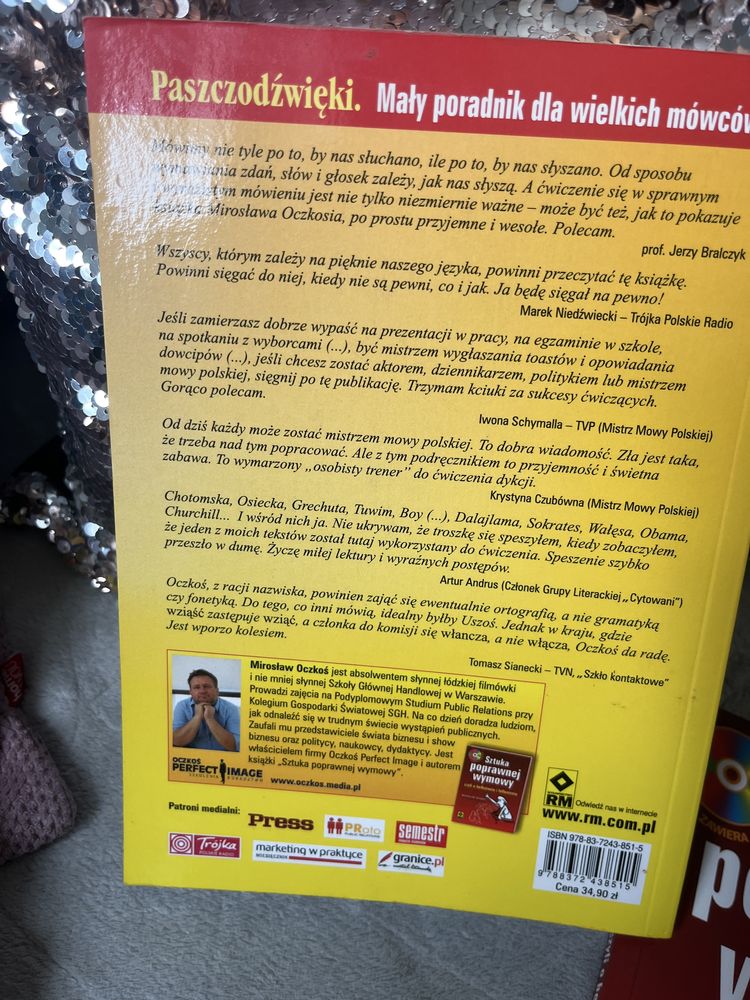 Paszczodźwięki. Mały poradnik dla wielkich mówców
Mówimy nie tyle po to, by nas słuchano, ile po to, by nas słyszano. Od sposobu
wymawiania zdań, słów i głosek zależy, jak nas słyszą. A ćwiczenie się w sprawnym
i wyrazistym mówieniu jest nie tylko niezmiernie ważne – może być też, jak to pokazuje
książka Mirosława Oczkosia, po prostu przyjemne i wesołe. Polecam.
prof. Jerzy Bralczyk
Wszyscy, którym zależy na pięknie naszego języka, powinni przeczytać tę książkę.
Powinni sięgać do niej, kiedy nie są pewni, co i jak. Ja będę sięgał na pewno!
Marek Niedźwiecki – Trójka Polskie Radio
Jeśli zamierzasz dobrze wypaść na prezentacji w pracy, na egzaminie w szkole,
na spotkaniu z wyborcami (...), być mistrzem wygłaszania toastów i opowiadania
dowcipów (...), jeśli chcesz zostać aktorem, dziennikarzem, politykiem lub mistrzem
mowy polskiej, sięgnij po tę publikację. Trzymam kciuki za sukcesy ćwiczących.
Gorąco polecam.
Iwona Schymalla – TVP (Mistrz Mowy Polskiej)
Od dziś każdy może zostać mistrzem mowy polskiej. To dobra wiadomość. Zła jest taka,
że trzeba nad tym popracować. Ale z tym podręcznikiem to przyjemność i świetna
zabawa. To wymarzony „osobisty trener” do ćwiczenia dykcji.
Krystyna Czubówna (Mistrz Mowy Polskiej)
Chotomska, Osiecka, Grechuta, Tuwim, Boy (...), Dalajlama, Sokrates, Wałęsa, Obama,
Churchill... I wśród nich ja. Nie ukrywam, że troszkę się speszyłem, kiedy zobaczyłem,
że jeden z moich tekstów został tutaj wykorzystany do ćwiczenia. Speszenie szybko
przeszło w dumę. Życzę miłej lektury i wyraźnych postępów.
Artur Andrus (Członek Grupy Literackiej „Cytowani”)
Oczkoś, z racji nazwiska, powinien zająć się ewentualnie ortografią, a nie gramatyką
czy fonetyką. Do tego, co inni mówią, idealny byłby Uszoś. Jednak w kraju, gdzie
wziąść zastępuje wziąć, a członka do komisji się włancza, a nie włącza, Oczkoś da radę.
Jest wporzo kolesiem.
Tomasz Sianecki – TVN, „Szkło kontaktowe”
Mirosław Oczkoś jest absolwentem słynnej łódzkiej filmówki
i nie mniej słynnej Szkoły Głównej Handlowej w Warszawie.
Prowadzi zajęcia na Podyplomowym Studium Public Relations przy
Kolegium Gospodarki Światowej SGH. Na co dzień doradza ludziom,
jak odnaleźć się w trudnym świecie wystąpień publicznych.
Zaufali mu przedstawiciele świata biznesu i show
biznesu oraz politycy, naukowcy, dydaktycy. Jest
właścicielem firmy Oczkoś Perfect Image i autorem
książki „Sztuka poprawnej wymowy”.
www.oczkos.media.pl
OCZKOŚ
PERFECT IMAGE
Sztuka
poprawnej
wymowy
RM
Odwiedź nas w internecie
www.rm.com.pl
Patroni medialni:
Press
PRoto
semestr
Trójka
POLSKIE RADIO
marketing w praktyce
MIESIĘCZNIK
granice.pl
ISBN 978-83-7243-851-5
9 788372 438515
Cena 34,90 zł
ZAWIERA